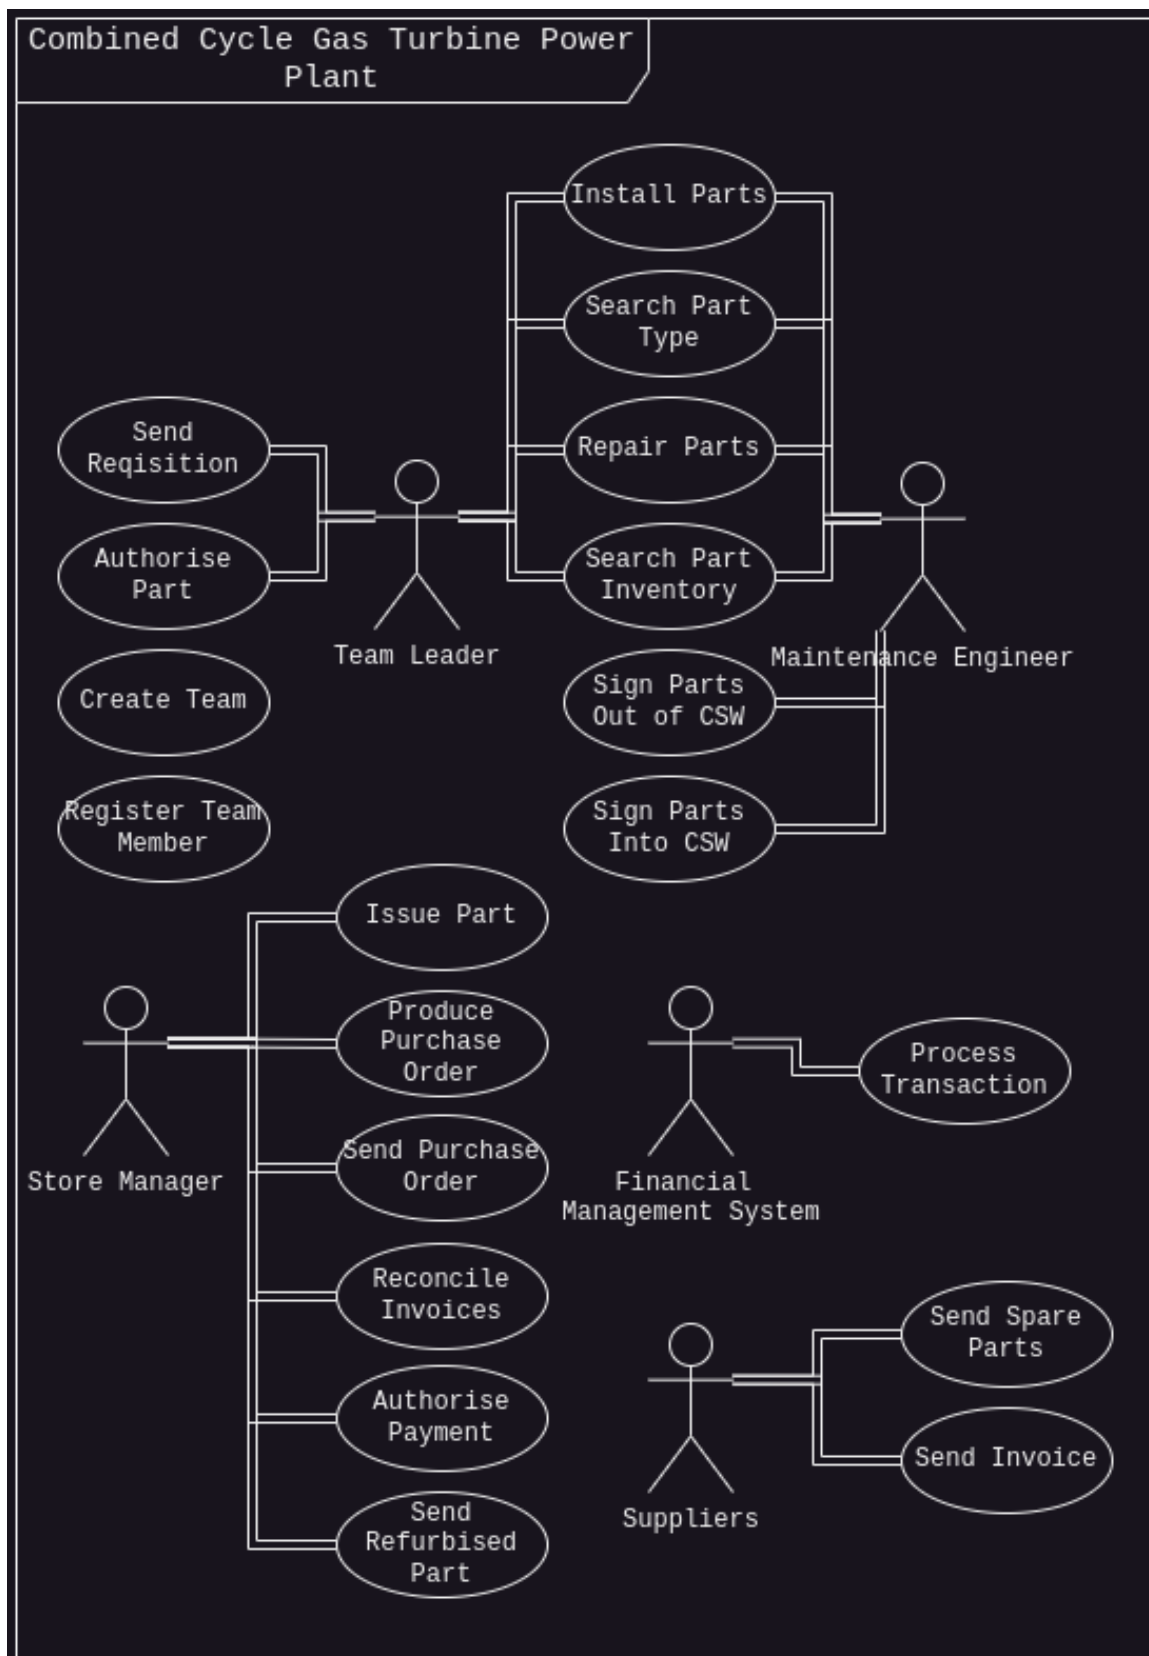 Combined Cycle Gas Turbine Power
Plant
Install Parts
Search Part
Type
Send
Reqisition
Repair Parts
Authorise
Part
Search Part
Inventory
Team Leader
Maintenance Engineer
Create Team
Sign Parts
Out of CSW
Register Team
Member
Sign Parts
Into CSW
Issue Part
Produce
Purchase
Order
Process
Transaction
Send Purchase
Order
Store Manager
Financial
Management System
Reconcile
Invoices
Send Spare
Parts
Authorise
Payment
Send Invoice
Suppliers
Send
Refurbised
Part